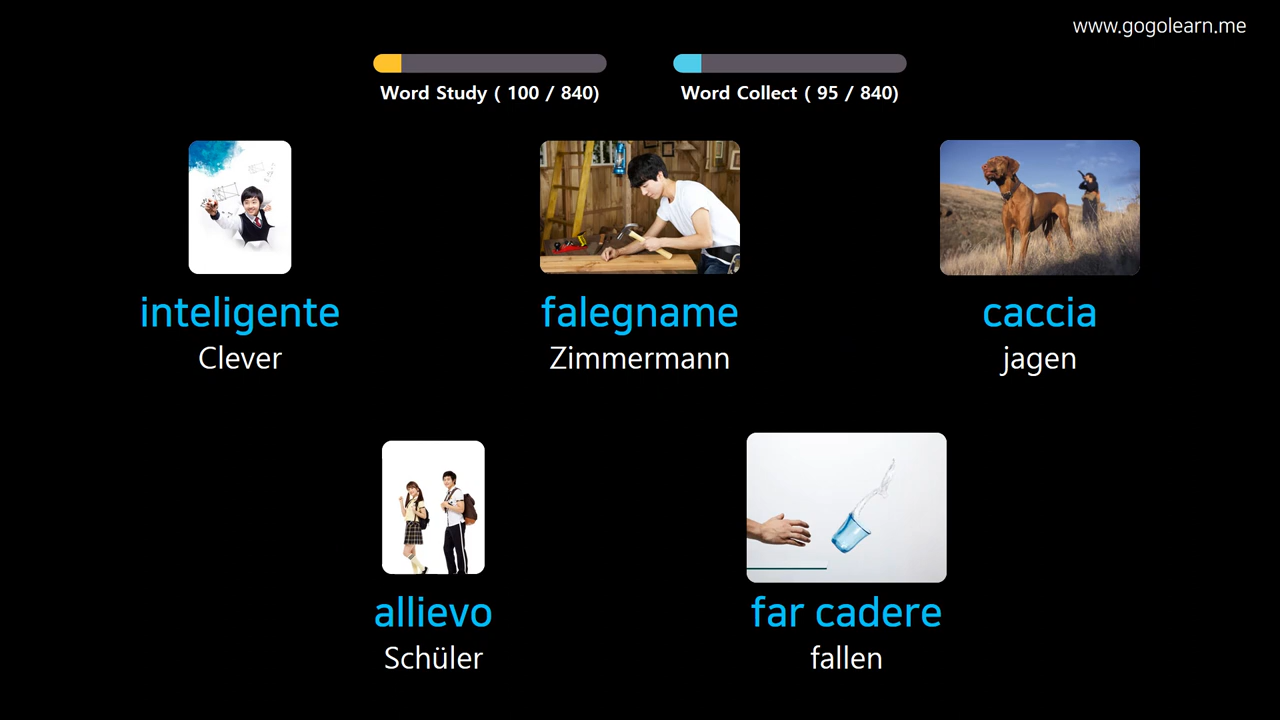 www.gogolearn.me
Word Study ( 100 / 840)
Word Collect ( 95 / 840)
inteligente
Clever
falegname
Zimmermann
caccia
jagen
allievo
Schüler
far cadere
fallen